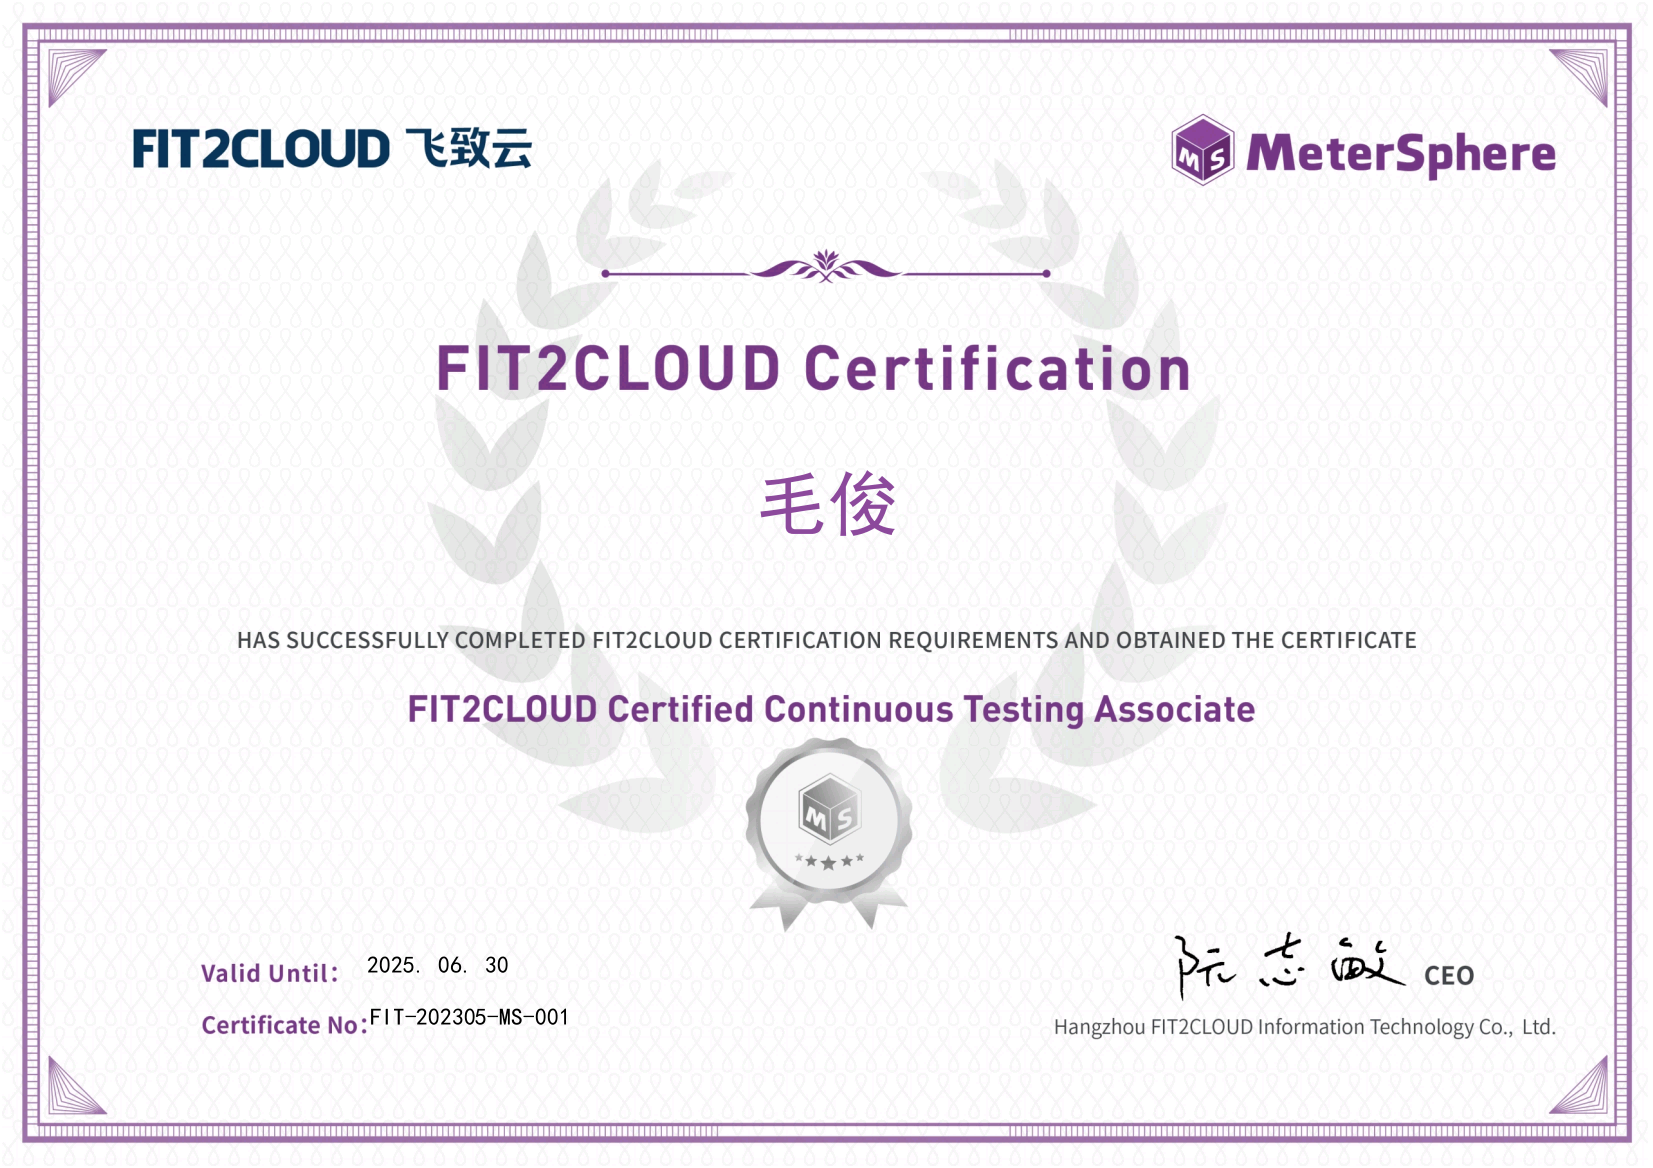 FIT2CLOUD 飞致云
MS MeterSphere
FIT2CLOUD Certification
毛俊
HAS SUCCESSFULLY COMPLETED FIT2CLOUD CERTIFICATION REQUIREMENTS AND OBTAINED THE CERTIFICATE
FIT2CLOUD Certified Continuous Testing Associate
MS
Valid Until: 2025. 06. 30
阮志敏 CEO
Certificate No:FIT-202305-MS-001
Hangzhou FIT2CLOUD Information Technology Co., Ltd.